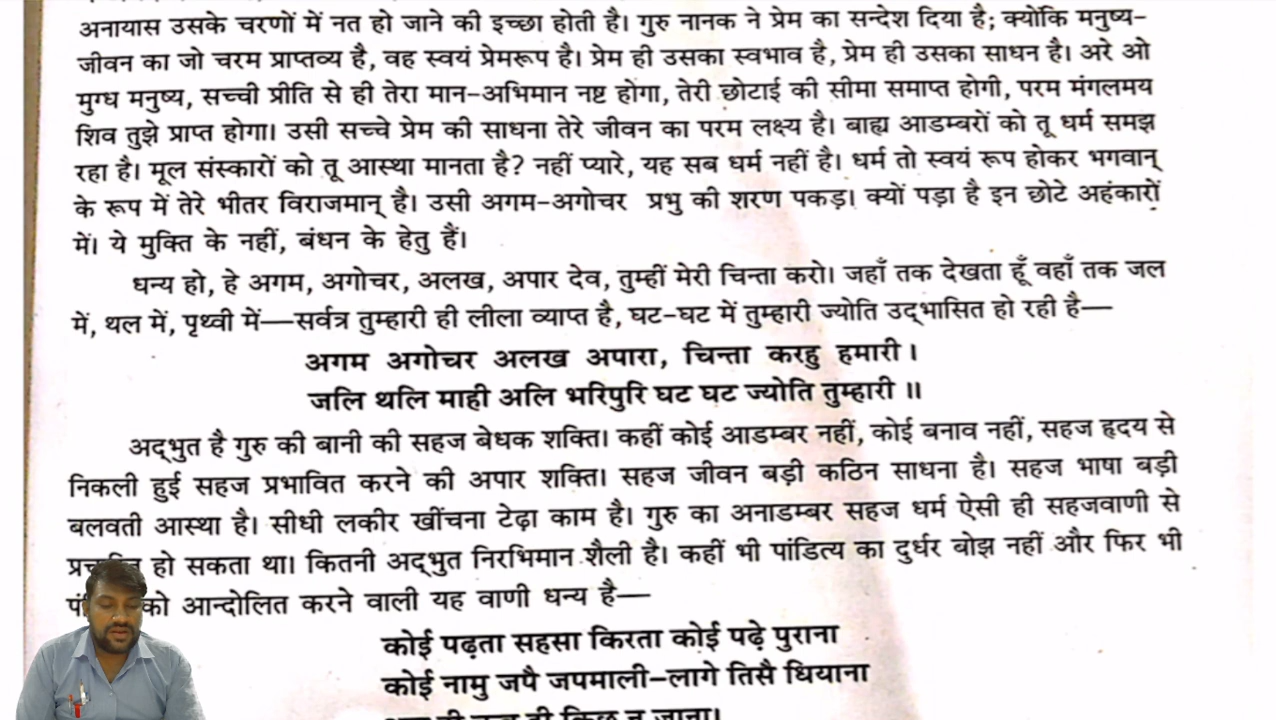 अनायास उसके चरणों में नत हो जाने की इच्छा होती है। गुरु नानक ने प्रेम का सन्देश दिया है; क्योंकि मनुष्य-
जीवन का जो चरम प्राप्तव्य है, वह स्वयं प्रेमरूप है। प्रेम ही उसका स्वभाव है, प्रेम ही उसका साधन है। अरे ओ
मुग्ध मनुष्य, सच्ची प्रीति से ही तेरा मान-अभिमान नष्ट होगा, तेरी छोटाई की सीमा समाप्त होगी, परम मंगलमय
शिव तुझे प्राप्त होगा। उसी सच्चे प्रेम की साधना तेरे जीवन का परम लक्ष्य है। बाह्य आडम्बरों को तू धर्म समझ
रहा है। मूल संस्कारों को तू आस्था मानता है? नहीं प्यारे, यह सब धर्म नहीं है। धर्म तो स्वयं रूप होकर भगवान्
के रूप में तेरे भीतर विराजमान् है। उसी अगम-अगोचर प्रभु की शरण पकड़। क्यों पड़ा है इन छोटे अहंकारों
में। ये मुक्ति के नहीं, बंधन के हेतु हैं।
धन्य हो, हे अगम, अगोचर, अलख, अपार देव, तुम्हीं मेरी चिन्ता करो। जहाँ तक देखता हूँ वहाँ तक जल
में, थल में, पृथ्वी में—सर्वत्र तुम्हारी ही लीला व्याप्त है, घट-घट में तुम्हारी ज्योति उद्‌भासित हो रही है—
अगम अगोचर अलख अपारा, चिन्ता करहु हमारी।
जलि थलि माही अलि भरिपुरि घट घट ज्योति तुम्हारी॥
अद्‌भुत है गुरु की बानी की सहज बेधक शक्ति। कहीं कोई आडम्बर नहीं, कोई बनाव नहीं, सहज हृदय से
निकली हुई सहज प्रभावित करने की अपार शक्ति। सहज जीवन बड़ी कठिन साधना है। सहज भाषा बड़ी
बलवती आस्था है। सीधी लकीर खींचना टेढ़ा काम है। गुरु का अनाडम्बर सहज धर्म ऐसी ही सहजवाणी से
हो सकता था। कितनी अद्‌भुत निरभिमान शैली है। कहीं भी पांडित्य का दुर्धर बोझ नहीं और फिर भी
को आन्दोलित करने वाली यह वाणी धन्य है—
कोई पढ़ता सहसा किरता कोई पढ़े पुराना
कोई नामु जपै जपमाली-लागे तिसै धियाना
न जाना।